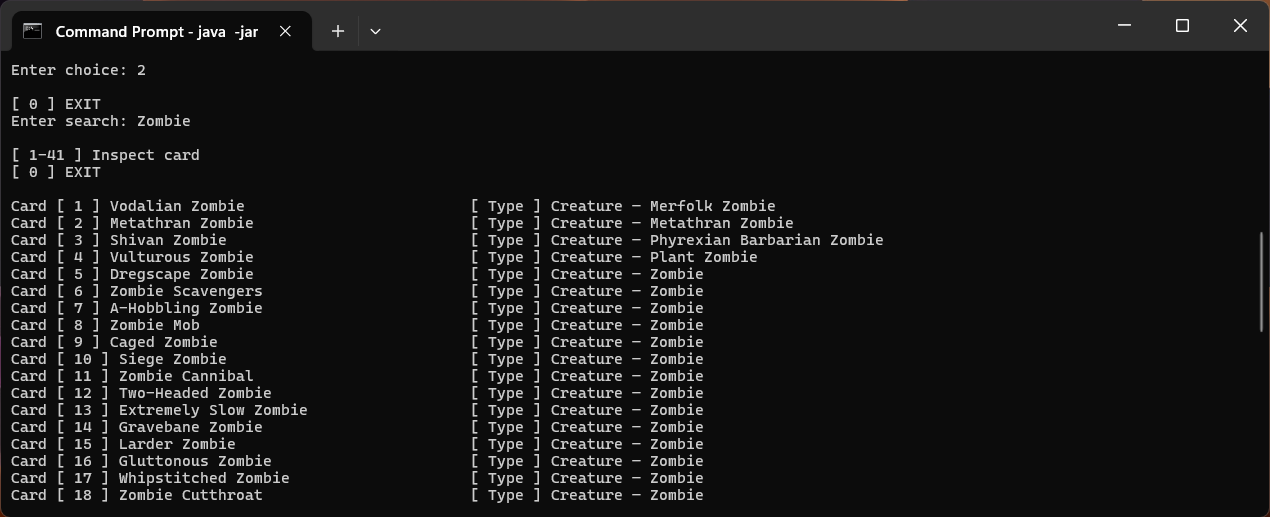 Command Prompt - java -jar
Enter choice: 2
[ 0 ] EXIT
Enter search: Zombie
[ 1-41 ] Inspect card
[ 0 ] EXIT
Card [ 1 ] Vodalian Zombie [ Type ] Creature — Merfolk Zombie
Card [ 2 ] Metathran Zombie [ Type ] Creature — Metathran Zombie
Card [ 3 ] Shivan Zombie [ Type ] Creature — Phyrexian Barbarian Zombie
Card [ 4 ] Vulturous Zombie [ Type ] Creature — Plant Zombie
Card [ 5 ] Dregscape Zombie [ Type ] Creature — Zombie
Card [ 6 ] Zombie Scavengers [ Type ] Creature — Zombie
Card [ 7 ] A-Hobbling Zombie [ Type ] Creature — Zombie
Card [ 8 ] Zombie Mob [ Type ] Creature — Zombie
Card [ 9 ] Caged Zombie [ Type ] Creature — Zombie
Card [ 10 ] Siege Zombie [ Type ] Creature — Zombie
Card [ 11 ] Zombie Cannibal [ Type ] Creature — Zombie
Card [ 12 ] Two-Headed Zombie [ Type ] Creature — Zombie
Card [ 13 ] Extremely Slow Zombie [ Type ] Creature — Zombie
Card [ 14 ] Gravebane Zombie [ Type ] Creature — Zombie
Card [ 15 ] Larder Zombie [ Type ] Creature — Zombie
Card [ 16 ] Gluttonous Zombie [ Type ] Creature — Zombie
Card [ 17 ] Whipstitched Zombie [ Type ] Creature — Zombie
Card [ 18 ] Zombie Cutthroat [ Type ] Creature — Zombie